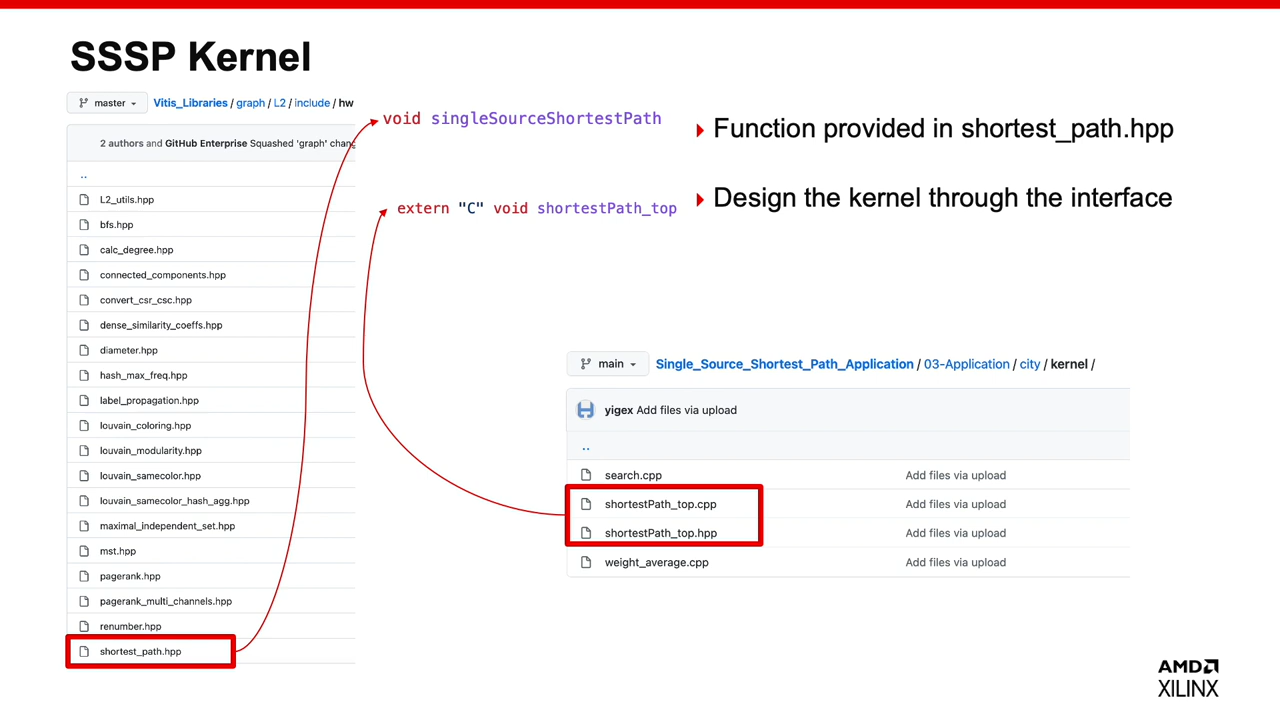 SSSP Kernel
master
Vitis_Libraries / graph / L2 / include / hw
2 authors and GitHub Enterprise Squashed 'graph'
..
L2_utils.hpp
bfs.hpp
calc_degree.hpp
connected_components.hpp
convert_csr_csc.hpp
dense_similarity_coeffs.hpp
diameter.hpp
hash_max_freq.hpp
label_propagation.hpp
louvain_coloring.hpp
louvain_modularity.hpp
louvain_samecolor.hpp
louvain_samecolor_hash_agg.hpp
maximal_independent_set.hpp
mst.hpp
pagerank.hpp
pagerank_multi_channels.hpp
renumber.hpp
shortest_path.hpp
void singleSourceShortestPath
extern "C" void shortestPath_top
Function provided in shortest_path.hpp
Design the kernel through the interface
main
Single_Source_Shortest_Path_Application / 03-Application / city / kernel /
yigex Add files via upload
..
search.cpp Add files via upload
shortestPath_top.cpp Add files via upload
shortestPath_top.hpp Add files via upload
weight_average.cpp Add files via upload
AMD
XILINX